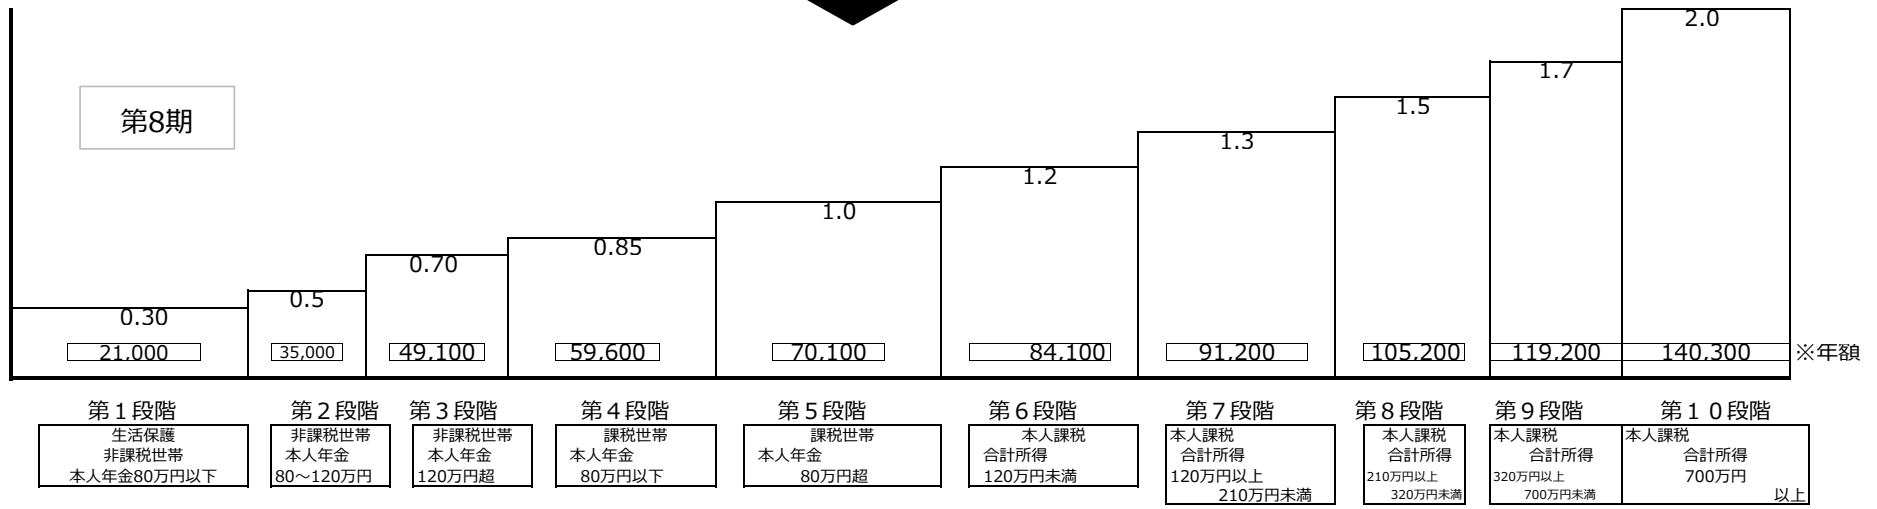 2.0
1.7
第8期
1.5
1.3
1.2
1.0
0.85
0.70
0.5
0.30
21,000
35,000
49,100
59,600
70,100
84,100
91,200
105,200
119,200
140,300
※年額
第１段階
第２段階
第３段階
第４段階
第５段階
第６段階
第７段階
第８段階
第９段階
第１０段階
生活保護
非課税世帯
本人年金80万円以下
非課税世帯
本人年金
80～120万円
非課税世帯
本人年金
120万円超
課税世帯
本人年金
80万円以下
課税世帯
本人年金
80万円超
本人課税
合計所得
120万円未満
本人課税
合計所得
120万円以上
210万円未満
本人課税
合計所得
210万円以上
320万円未満
本人課税
合計所得
320万円以上
700万円未満
本人課税
合計所得
700万円
以上